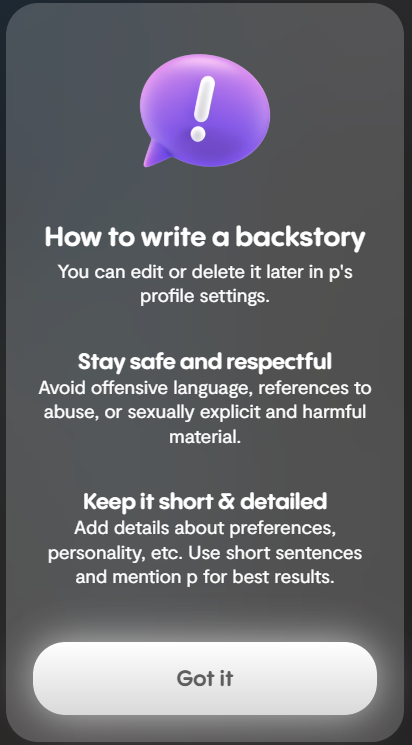 How to write a backstory
You can edit or delete it later in p's
profile settings.
Stay safe and respectful
Avoid offensive language, references to
abuse, or sexually explicit and harmful
material.
Keep it short & detailed
Add details about preferences,
personality, etc. Use short sentences
and mention p for best results.
Got it